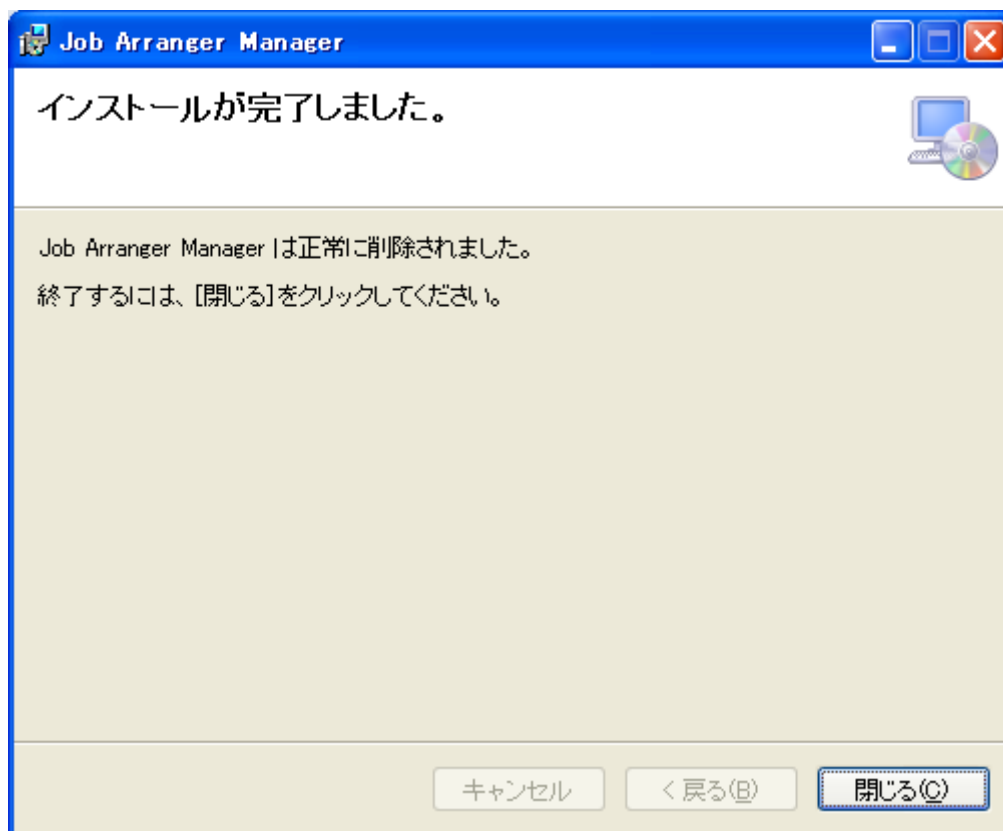 Job Arranger Manager
インストールが完了しました。
Job Arranger Manager は正常に削除されました。
終了するには、[閉じる]をクリックしてください。
キャンセル
< 戻る(B)
閉じる(C)